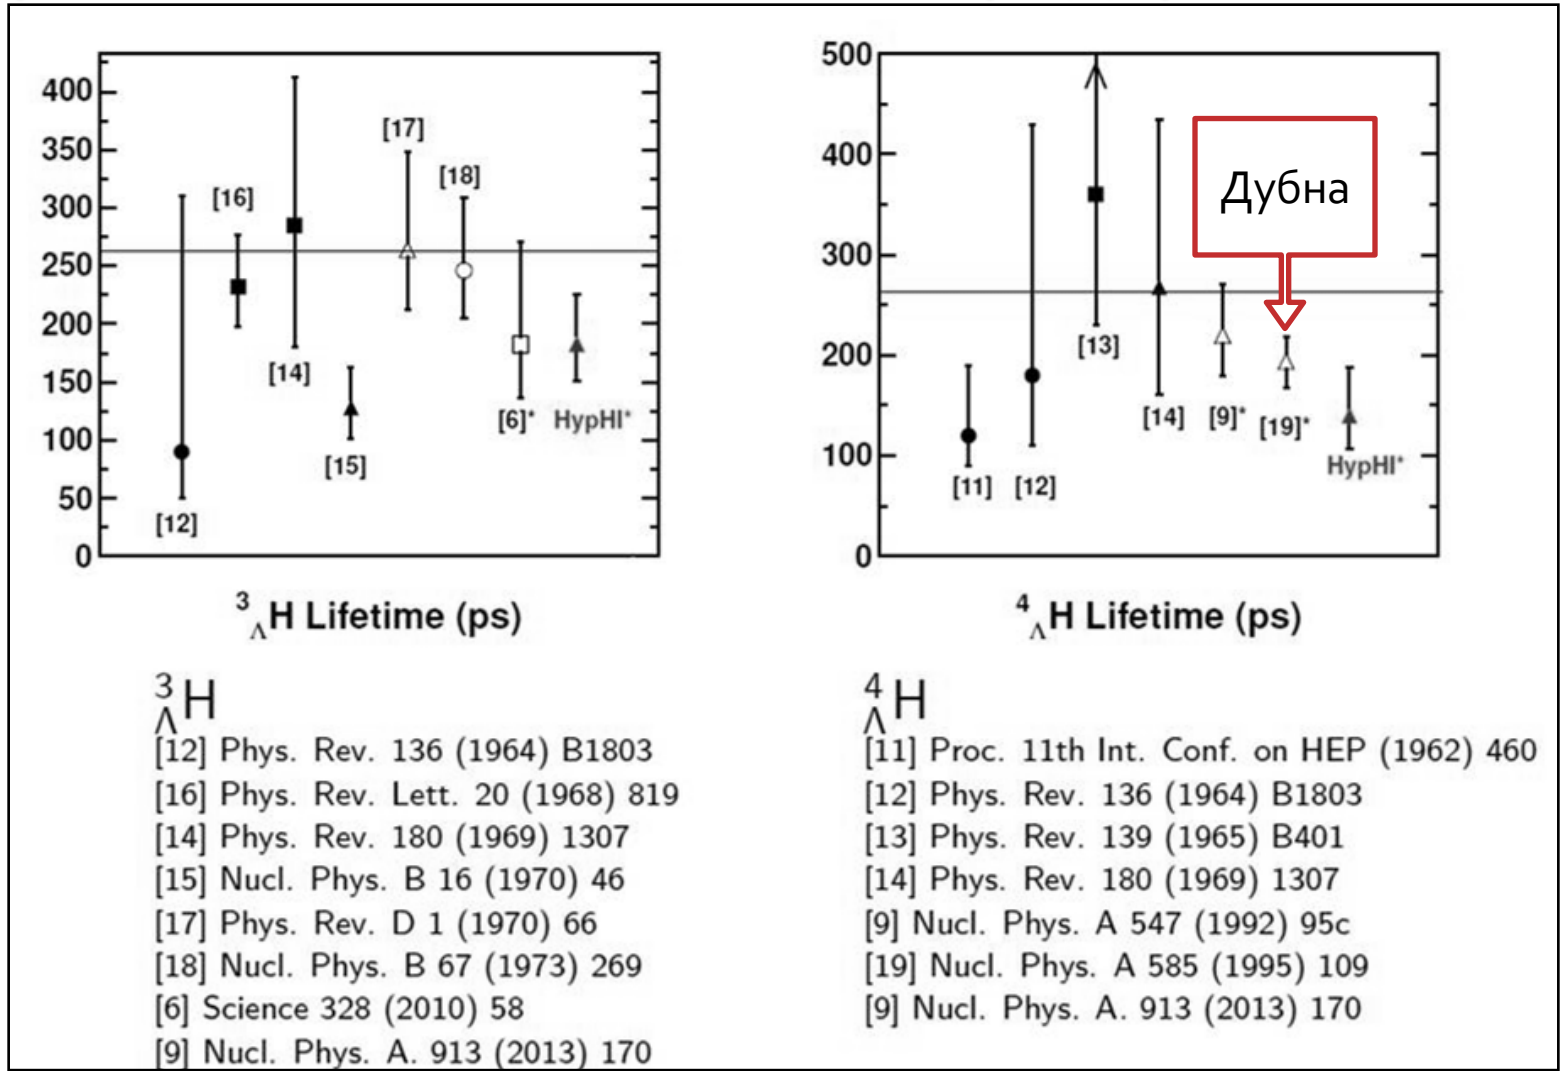 400
350
300
250
200
150
100
50
0
[12]
[16]
[14]
[15]
[17]
[18]
[6]*
HypHI*
³ΛH Lifetime (ps)
500
400
300
200
100
0
[11]
[12]
[13]
[14]
[9]*
[19]*
HypHI*
Дубна
⁴ΛH Lifetime (ps)
³ΛH
[12] Phys. Rev. 136 (1964) B1803
[16] Phys. Rev. Lett. 20 (1968) 819
[14] Phys. Rev. 180 (1969) 1307
[15] Nucl. Phys. B 16 (1970) 46
[17] Phys. Rev. D 1 (1970) 66
[18] Nucl. Phys. B 67 (1973) 269
[6] Science 328 (2010) 58
[9] Nucl. Phys. A. 913 (2013) 170
⁴ΛH
[11] Proc. 11th Int. Conf. on HEP (1962) 460
[12] Phys. Rev. 136 (1964) B1803
[13] Phys. Rev. 139 (1965) B401
[14] Phys. Rev. 180 (1969) 1307
[9] Nucl. Phys. A 547 (1992) 95c
[19] Nucl. Phys. A 585 (1995) 109
[9] Nucl. Phys. A. 913 (2013) 170